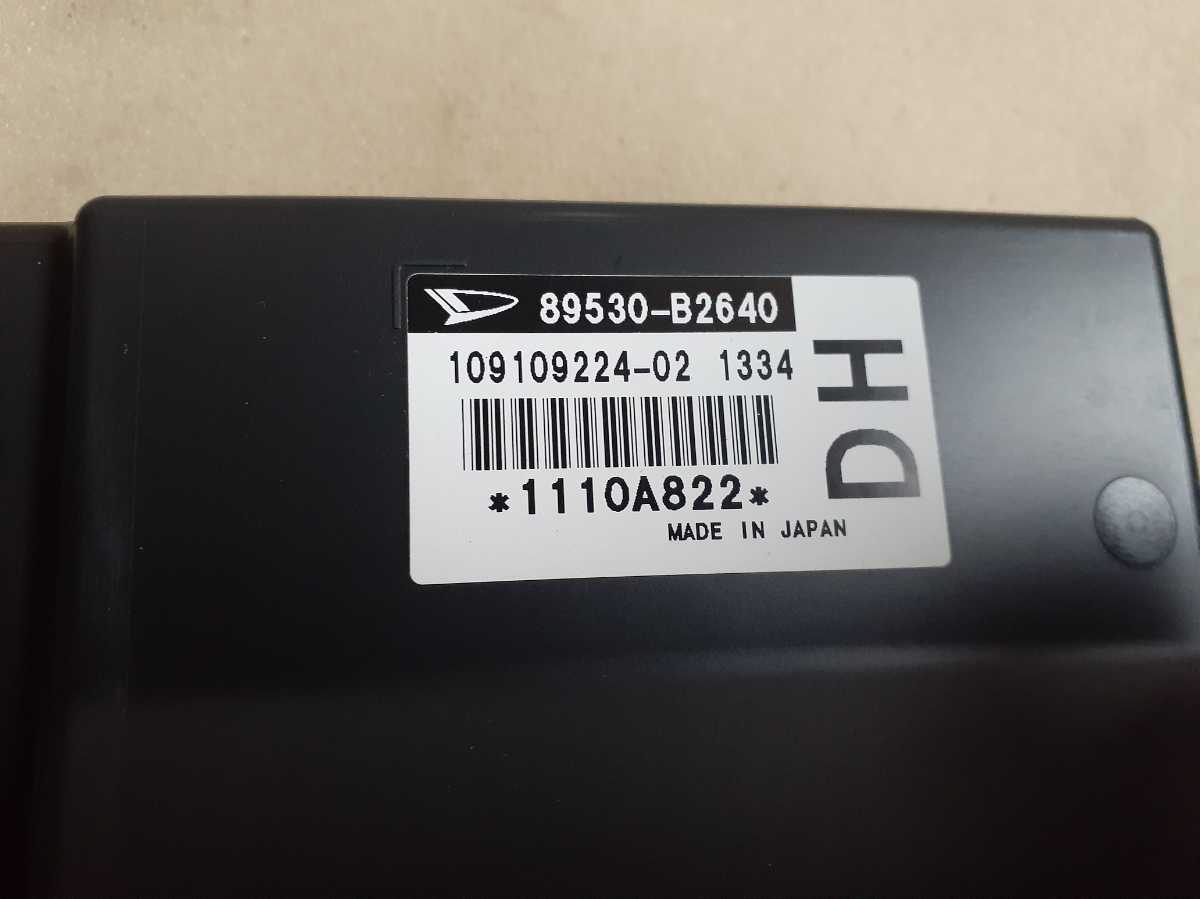 89530-B2640
109109224-02 1334
*1110A822*
MADE IN JAPAN
DH